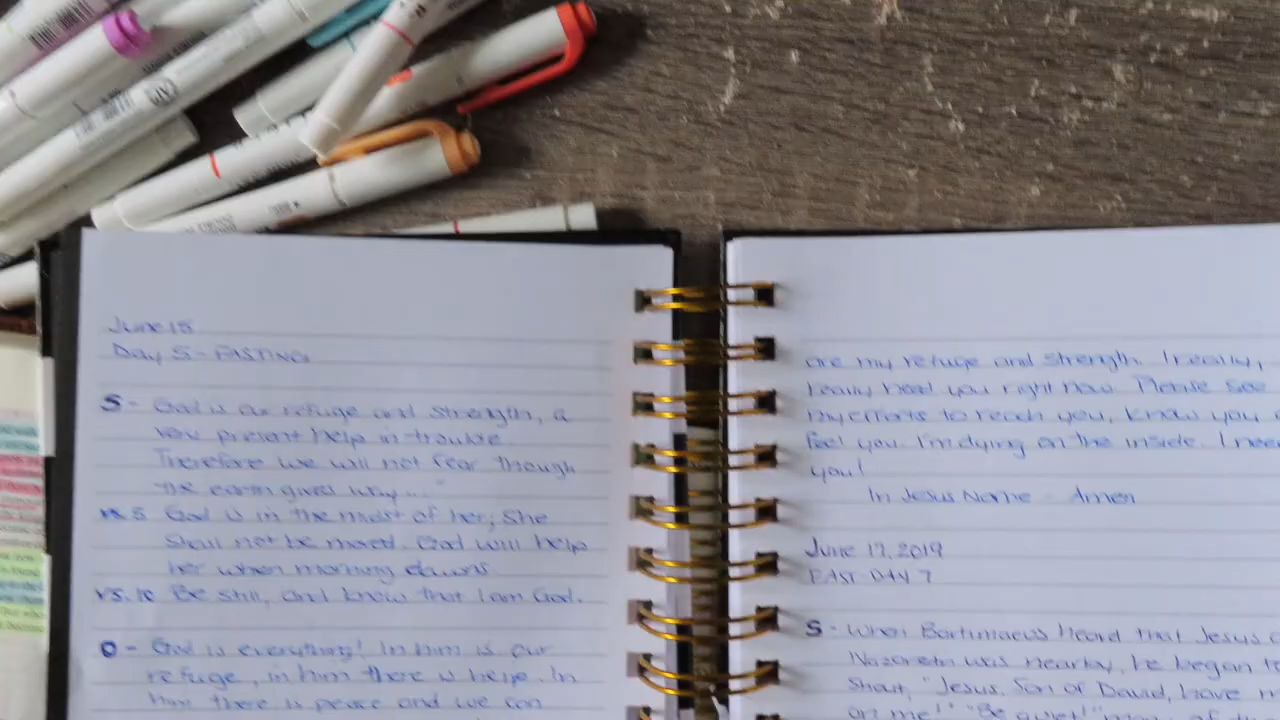 June 15
Day 5 - FASTING
S - God is our refuge and strength, a
very present help in trouble
Therefore we will not fear though
the earth gives way..."
vs. 5 God is in the midst of her; she
shall not be moved. God will help
her when morning dawns
vs. 10 Be still, and know that I am God.
O - God is everything! In him is our
refuge, in him there is help. In
him there is peace and we can
are my refuge and strength. I really,
really need you right now. Please see
my efforts to reach you, know you
feel you. I'm dying on the inside. I nee
you!
In Jesus Name - Amen
June 17, 2019
FAST DAY 7
S - When Bartimaeus heard that Jesus
Nazareth was nearby, he began to
shout, "Jesus, Son of David, have m
on me!" "Be quiet!"